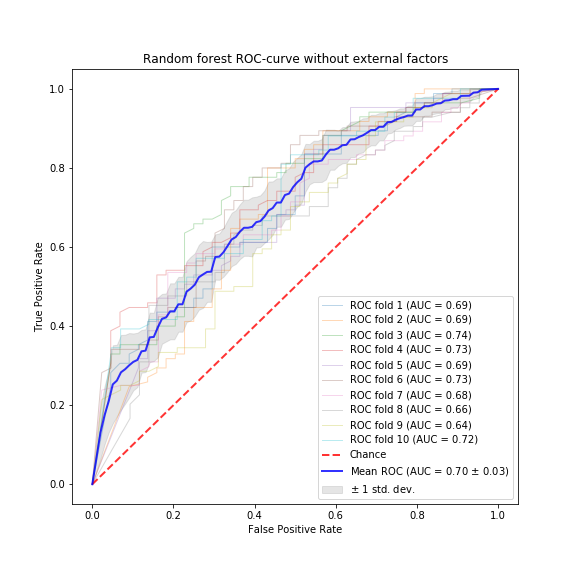 Random forest ROC-curve without external factors
1.0
0.8
0.6
0.4
0.2
0.0
True Positive Rate
ROC fold 1 (AUC = 0.69)
ROC fold 2 (AUC = 0.69)
ROC fold 3 (AUC = 0.74)
ROC fold 4 (AUC = 0.73)
ROC fold 5 (AUC = 0.69)
ROC fold 6 (AUC = 0.73)
ROC fold 7 (AUC = 0.68)
ROC fold 8 (AUC = 0.66)
ROC fold 9 (AUC = 0.64)
ROC fold 10 (AUC = 0.72)
Chance
Mean ROC (AUC = 0.70 ± 0.03)
± 1 std. dev.
0.0 0.2 0.4 0.6 0.8 1.0
False Positive Rate